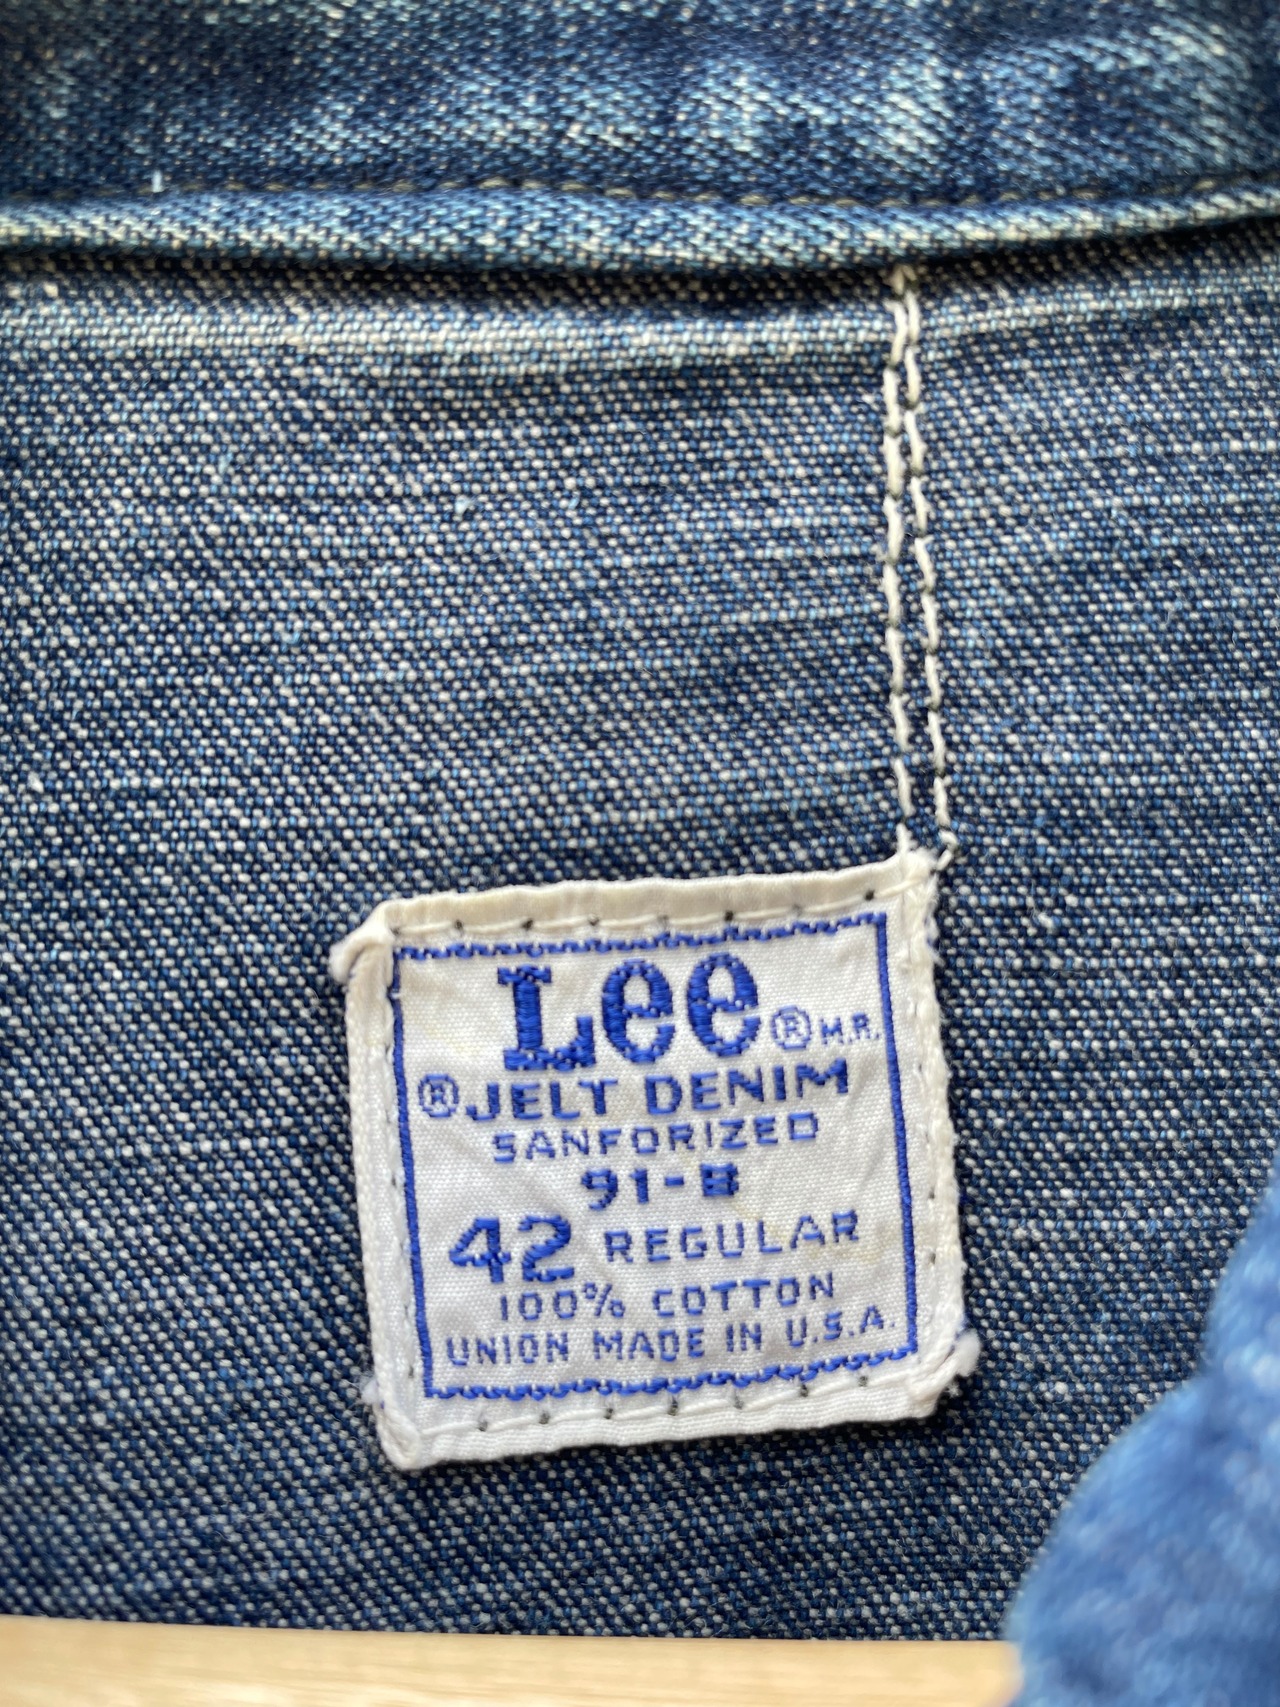 Lee ® M.R.
® JELT DENIM
SANFORIZED
91-B
42 REGULAR
100% COTTON
UNION MADE IN U.S.A.